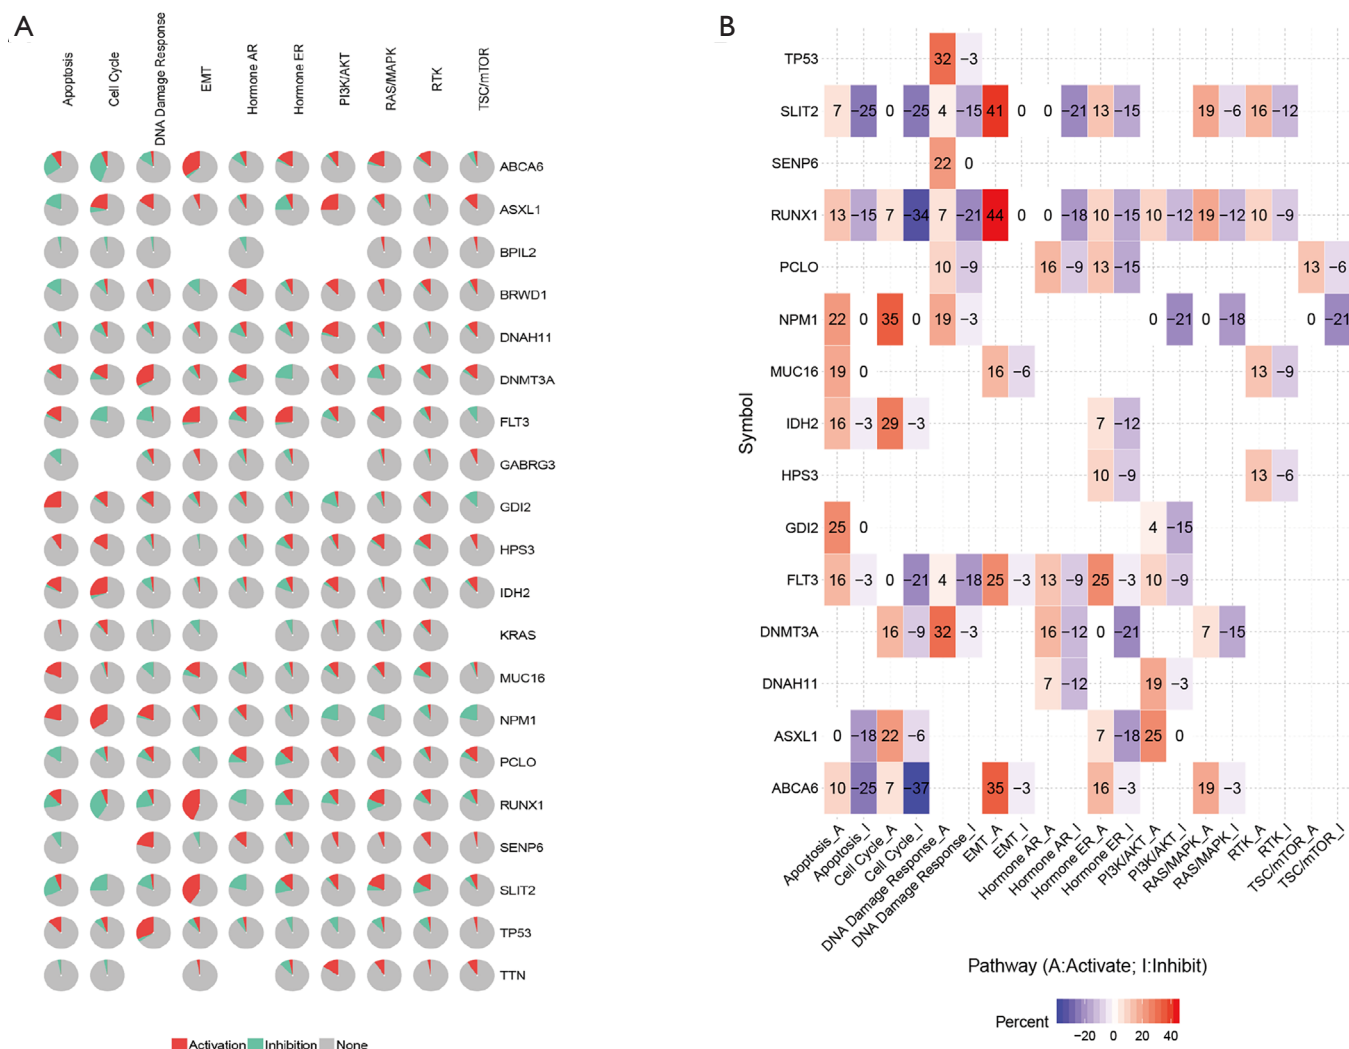 A
Apoptosis
Cell Cycle
DNA Damage Response
EMT
Hormone AR
Hormone ER
PI3K/AKT
RAS/MAPK
RTK
TSC/mTOR
ABCA6
ASXL1
BPIL2
BRWD1
DNAH11
DNMT3A
FLT3
GABRG3
GDI2
HPS3
IDH2
KRAS
MUC16
NPM1
PCLO
RUNX1
SENP6
SLIT2
TP53
TTN
Activation Inhibition None
B
Symbol
TP53 32 −3
SLIT2 7 −25 0 −25 4 −15 41 0 0 −21 13 −15 19 −6 16 −12
SENP6 22 0
RUNX1 13 −15 7 −34 7 −21 44 0 0 −18 10 −15 10 −12 19 −12 10 −9
PCLO 10 −9 16 −9 13 −15 13 −6
NPM1 22 0 35 0 19 −3 0 −21 0 −18 0 −21
MUC16 19 0 16 −6 13 −9
IDH2 16 −3 29 −3 7 −12
HPS3 10 −9 13 −6
GDI2 25 0 4 −15
FLT3 16 −3 0 −21 4 −18 25 −3 13 −9 25 −3 10 −9
DNMT3A 16 −9 32 −3 16 −12 0 −21 7 −15
DNAH11 7 −12 19 −3
ASXL1 0 −18 22 −6 7 −18 25 0
ABCA6 10 −25 7 −37 35 −3 16 −3 19 −3
Apoptosis_A
Apoptosis_I
Cell Cycle_A
Cell Cycle_I
DNA Damage Response_A
DNA Damage Response_I
EMT_A
EMT_I
Hormone AR_A
Hormone AR_I
Hormone ER_A
Hormone ER_I
PI3K/AKT_A
PI3K/AKT_I
RAS/MAPK_A
RAS/MAPK_I
RTK_A
RTK_I
TSC/mTOR_A
TSC/mTOR_I
Pathway (A:Activate; I:Inhibit)
Percent
−20 0 20 40